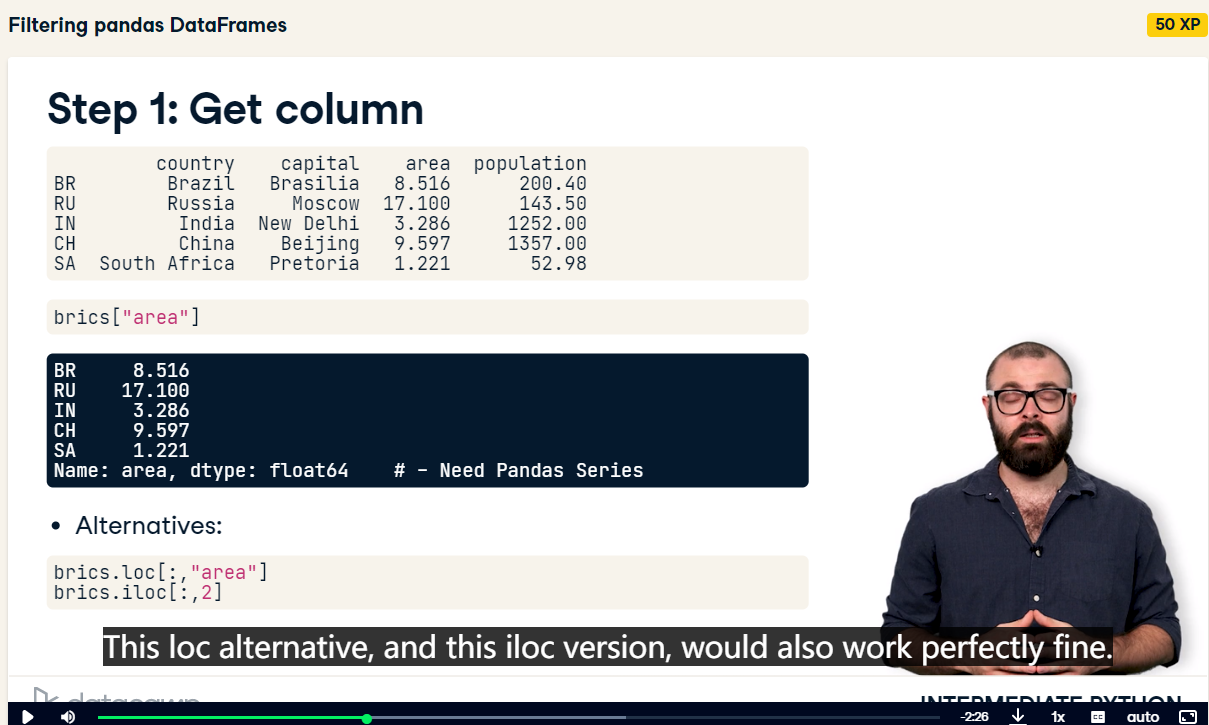 Filtering pandas DataFrames
50 XP
Step 1: Get column
country capital area population
BR Brazil Brasilia 8.516 200.40
RU Russia Moscow 17.100 143.50
IN India New Delhi 3.286 1252.00
CH China Beijing 9.597 1357.00
SA South Africa Pretoria 1.221 52.98
brics["area"]
BR 8.516
RU 17.100
IN 3.286
CH 9.597
SA 1.221
Name: area, dtype: float64 # - Need Pandas Series
• Alternatives:
brics.loc[:,"area"]
brics.iloc[:,2]
This loc alternative, and this iloc version, would also work perfectly fine.
datacamp
INTERMEDIATE PYTHON
-2:26
1x
CC
auto